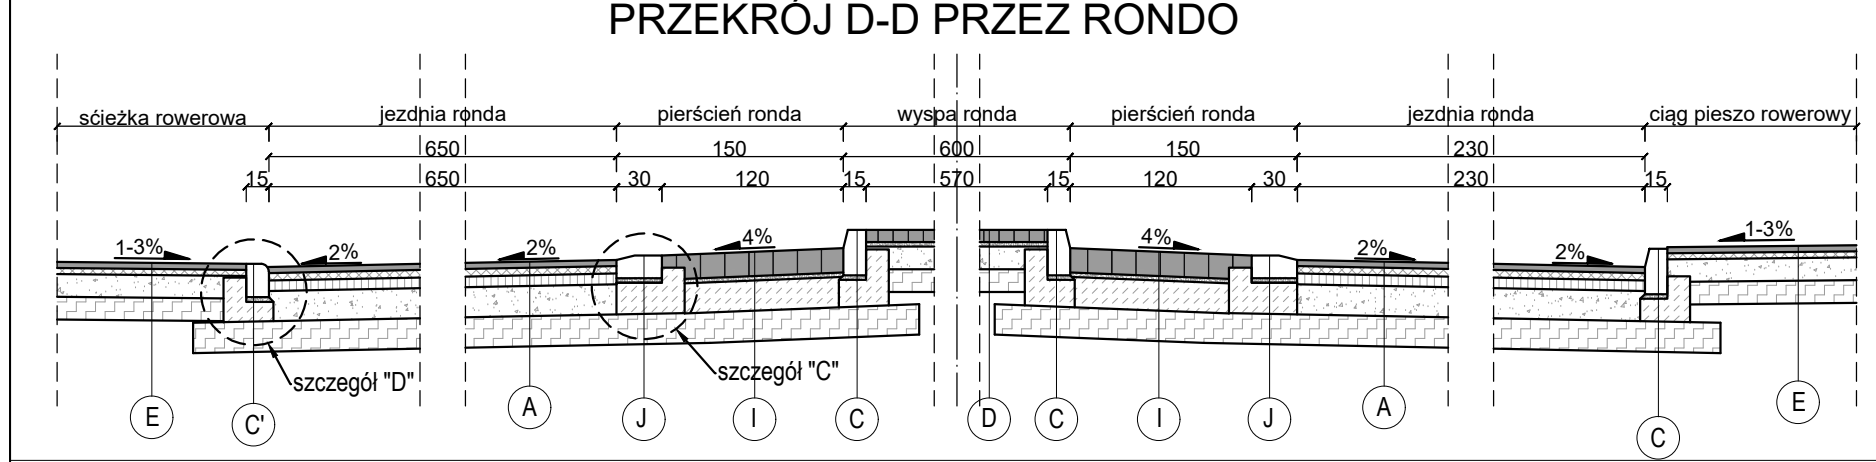 PRZEKRÓJ D-D PRZEZ RONDO
sćieżka rowerowa jezdnia ronda pierścień ronda wyspa ronda pierścień ronda jezdnia ronda ciąg pieszo rowerowy
650 150 600 150 230
15 650 30 120 15 570 15 120 30 230 15
1-3% 2% 2% 4% 4% 2% 2% 1-3%
szczegół "D" szczegół "C"
E C' A J I C D C I J A C E